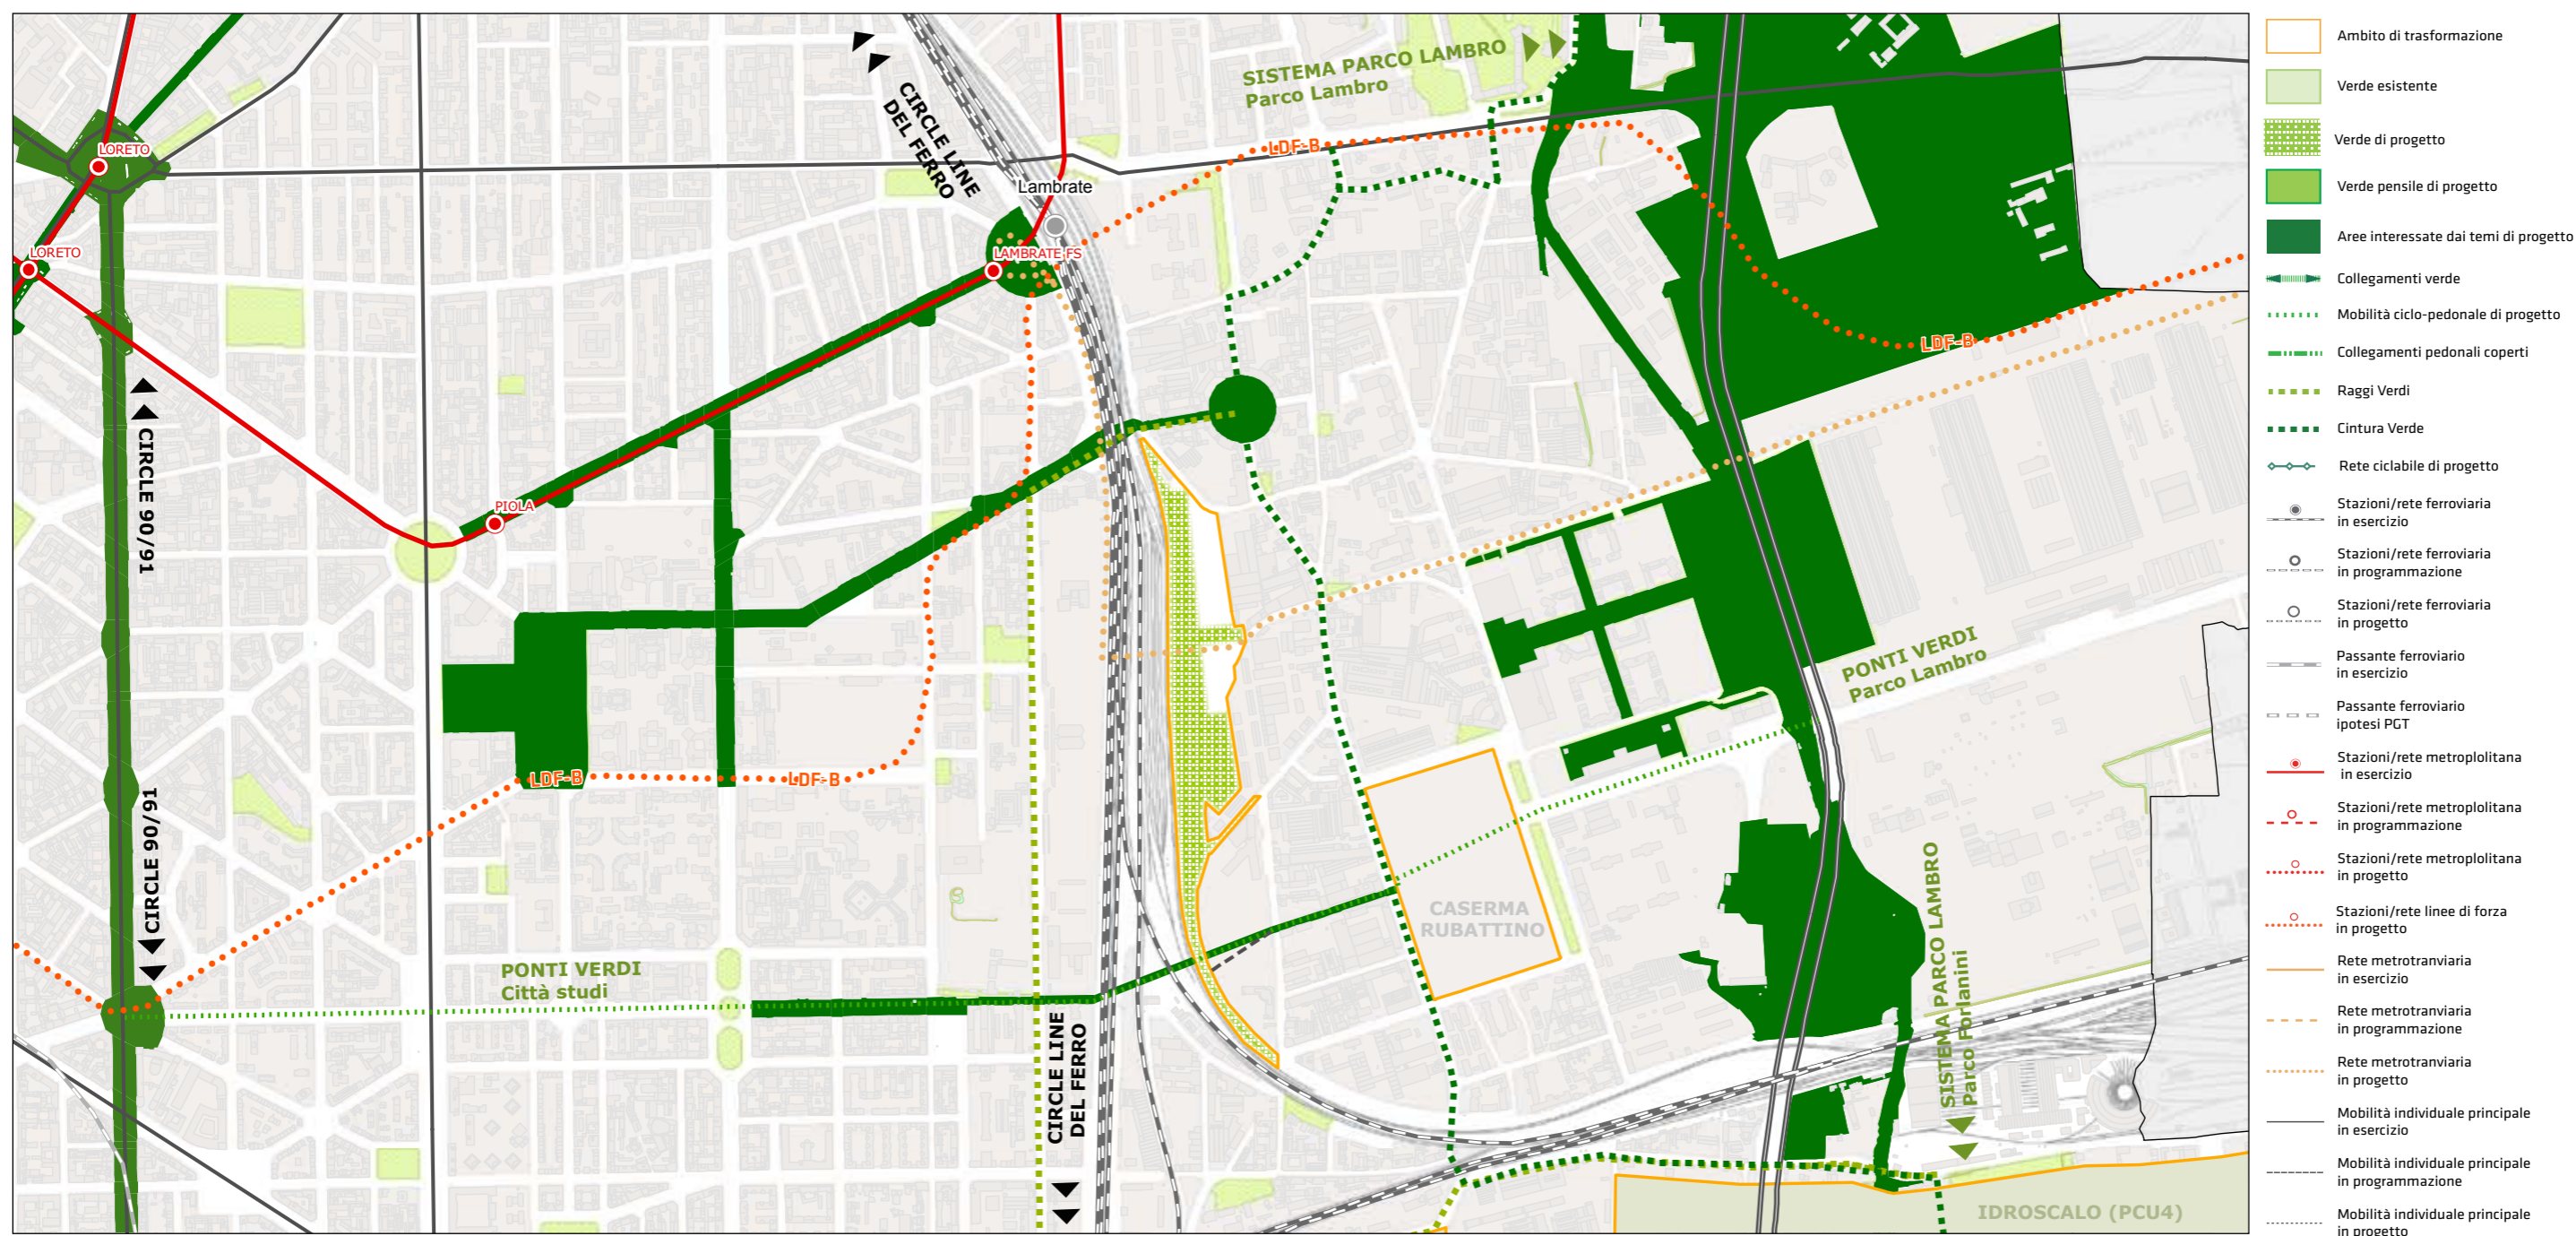 SISTEMA PARCO LAMBRO
Parco Lambro
CIRCLE LINE
DEL FERRO
LORETO
LDF-B
Lambrate
LORETO
LAMBRATE FS
LDF-B
CIRCLE 90/91
PIOLA
PONTI VERDI
Parco Lambro
LDF-B
LDF-B
CIRCLE 90/91
CASERMA
RUBATTINO
SISTEMA PARCO LAMBRO
Parco Forlanini
PONTI VERDI
Città studi
CIRCLE LINE
DEL FERRO
IDROSCALO (PCU4)
Ambito di trasformazione
Verde esistente
Verde di progetto
Verde pensile di progetto
Aree interessate dai temi di progetto
Collegamenti verde
Mobilità ciclo-pedonale di progetto
Collegamenti pedonali coperti
Raggi Verdi
Cintura Verde
Rete ciclabile di progetto
Stazioni/rete ferroviaria
in esercizio
Stazioni/rete ferroviaria
in programmazione
Stazioni/rete ferroviaria
in progetto
Passante ferroviario
in esercizio
Passante ferroviario
ipotesi PGT
Stazioni/rete metroplolitana
in esercizio
Stazioni/rete metroplolitana
in programmazione
Stazioni/rete metroplolitana
in progetto
Stazioni/rete linee di forza
in progetto
Rete metrotranviaria
in esercizio
Rete metrotranviaria
in programmazione
Rete metrotranviaria
in progetto
Mobilità individuale principale
in esercizio
Mobilità individuale principale
in programmazione
Mobilità individuale principale
in progetto